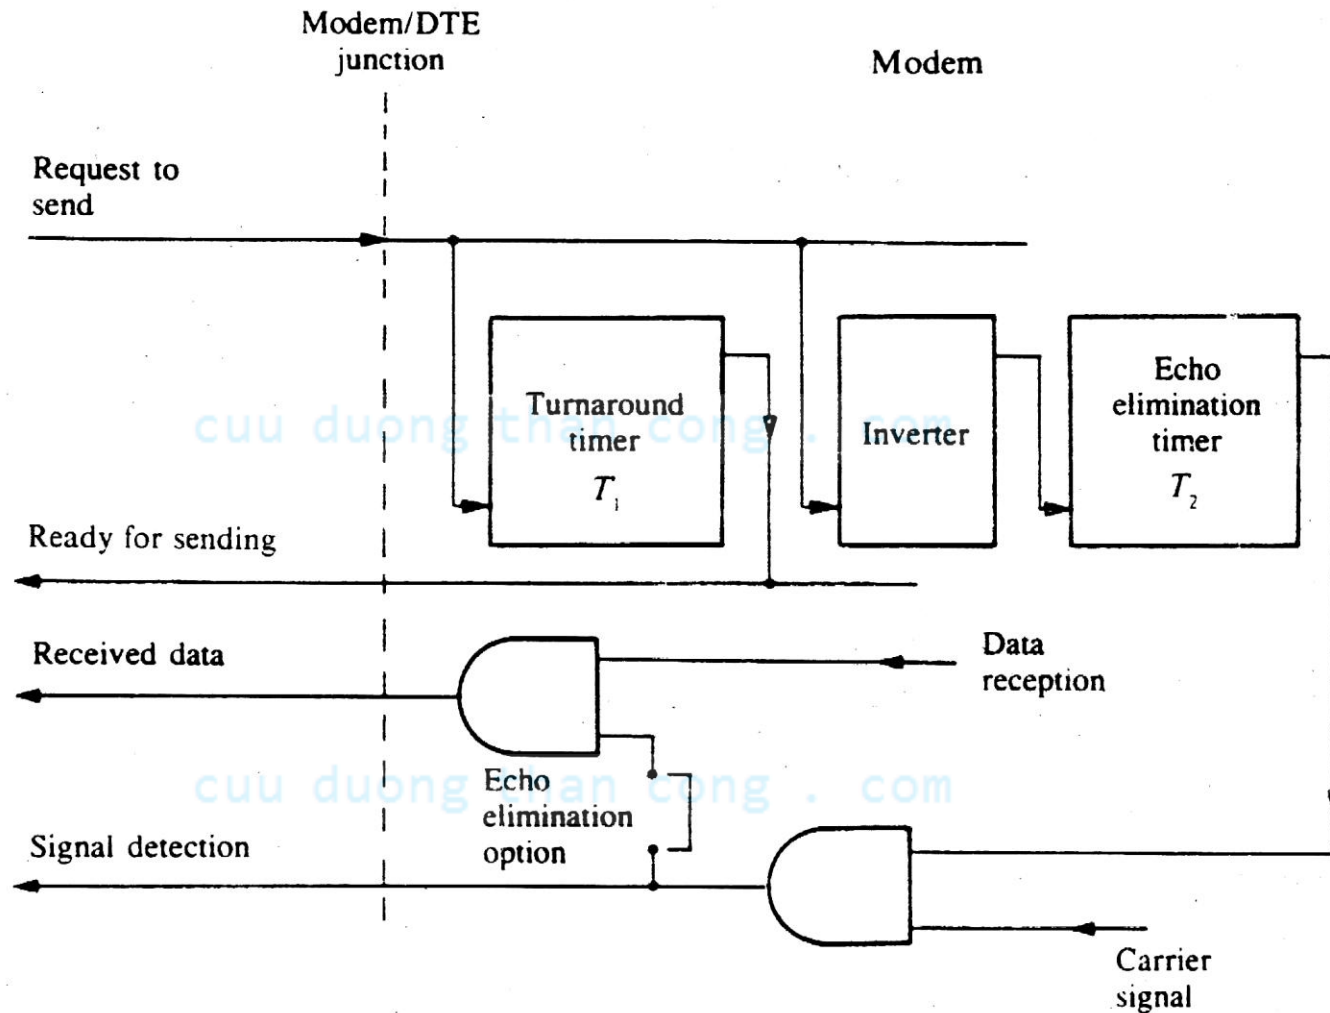 Modem/DTE
junction
Modem
Request to
send
Turnaround
timer
T₁
Inverter
Echo
elimination
timer
T₂
cuu duong than cong . com
Ready for sending
Received data
Data
reception
Echo
elimination
option
cuu duong than cong . com
Signal detection
Carrier
signal